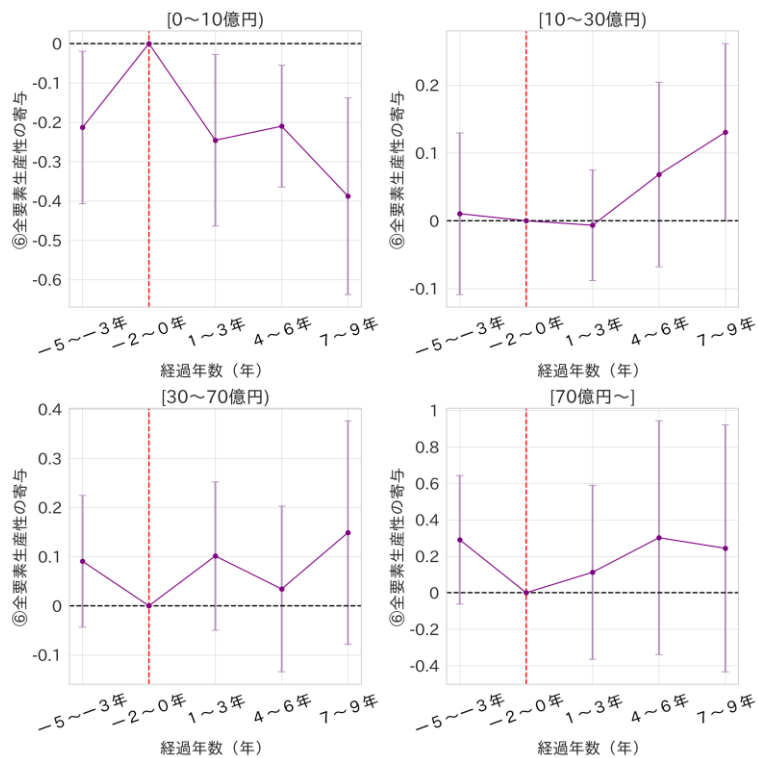 [0～10億円)
0
-0.1
-0.2
-0.3
-0.4
-0.5
-0.6
⑥全要素生産性の寄与
－5～－3年
－2～0年
1～3年
4～6年
7～9年
経過年数（年）
[10～30億円)
0.2
0.1
0
-0.1
⑥全要素生産性の寄与
－5～－3年
－2～0年
1～3年
4～6年
7～9年
経過年数（年）
[30～70億円)
0.4
0.3
0.2
0.1
0
-0.1
⑥全要素生産性の寄与
－5～－3年
－2～0年
1～3年
4～6年
7～9年
経過年数（年）
[70億円～]
1
0.8
0.6
0.4
0.2
0
-0.2
-0.4
⑥全要素生産性の寄与
－5～－3年
－2～0年
1～3年
4～6年
7～9年
経過年数（年）